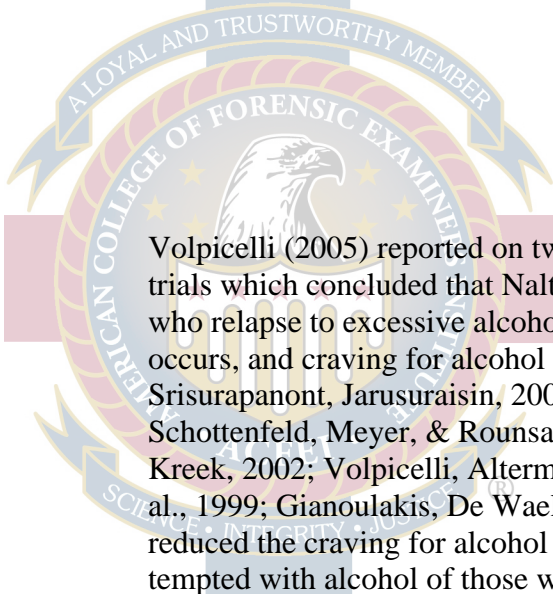 A LOYAL AND TRUSTWORTHY MEMBER
AMERICAN COLLEGE OF FORENSIC EXAMINERS INSTITUTE
Volpicelli (2005) reported on tw
trials which concluded that Nalt
who relapse to excessive alcoho
occurs, and craving for alcohol
Srisurapanont, Jarusuraisin, 200
Schottenfeld, Meyer, & Rounsa
Kreek, 2002; Volpicelli, Alterm
al., 1999; Gianoulakis, De Wael
reduced the craving for alcohol
tempted with alcohol of those w
ACFEI
SCIENCE • INTEGRITY • JUSTICE ®